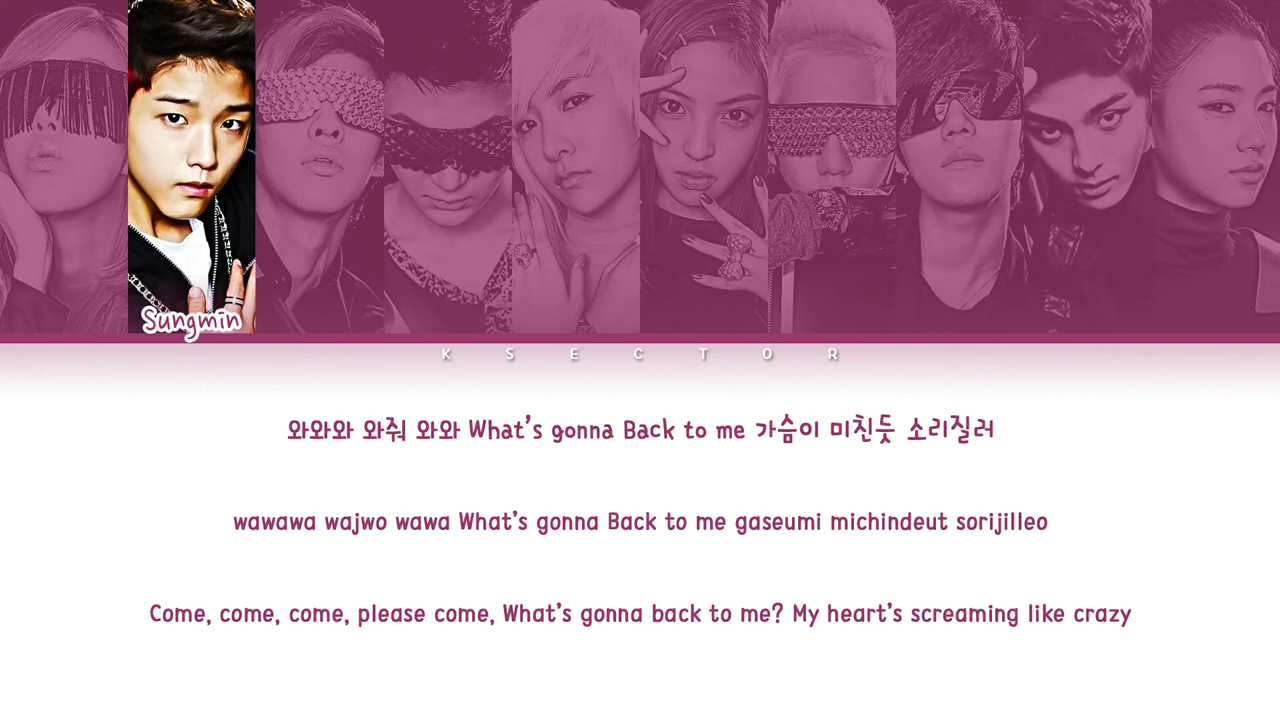 Sungmin
K SECTOR
와와와 와줘 와와 What's gonna Back to me 가슴이 미친듯 소리질러
wawawa wajwo wawa What's gonna Back to me gaseumi michindeut sorijilleo
Come, come, come, please come, What's gonna back to me? My heart's screaming like crazy